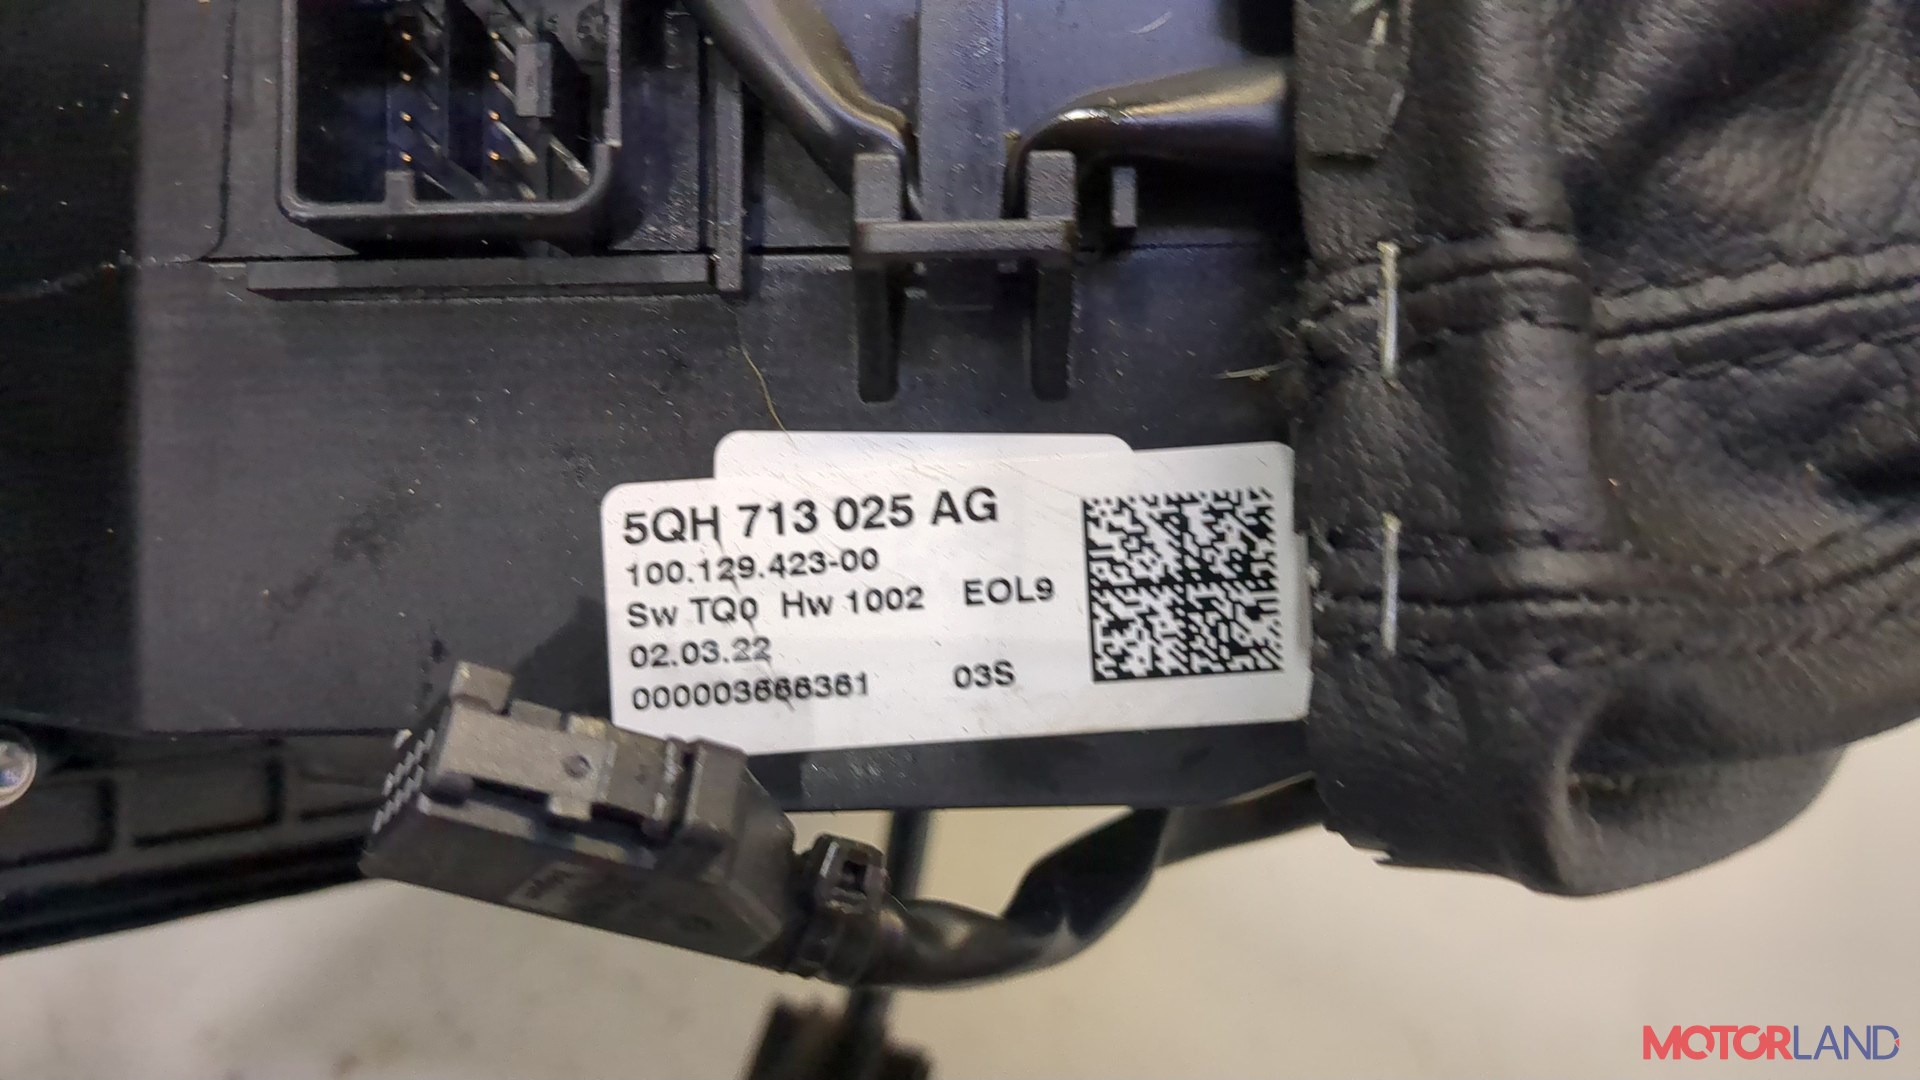 5QH 713 025 AG
100.129.423-00
Sw TQ0 Hw 1002 EOL9
02.03.22
000003666361 03S
MOTORLAND